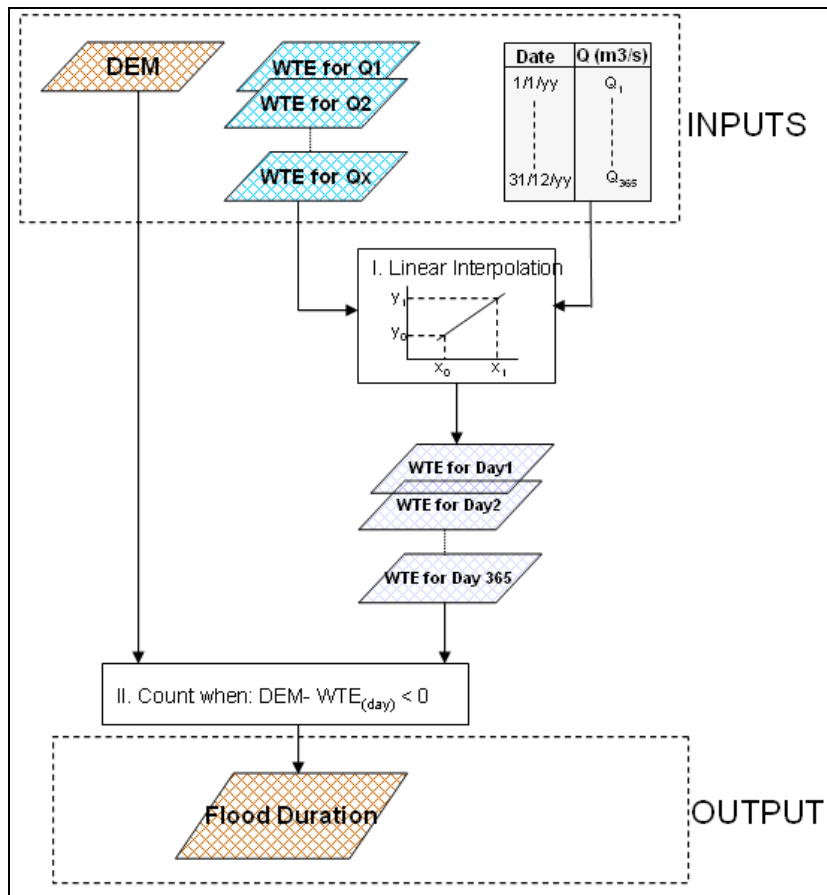 DEM
WTE for Q1
WTE for Q2
WTE for Qx
Date Q (m3/s)
1/1/yy Q1
31/12/yy Q365
INPUTS
I. Linear Interpolation
y1
y0
x0 x1
WTE for Day1
WTE for Day2
WTE for Day 365
II. Count when: DEM- WTE(day) < 0
Flood Duration
OUTPUT